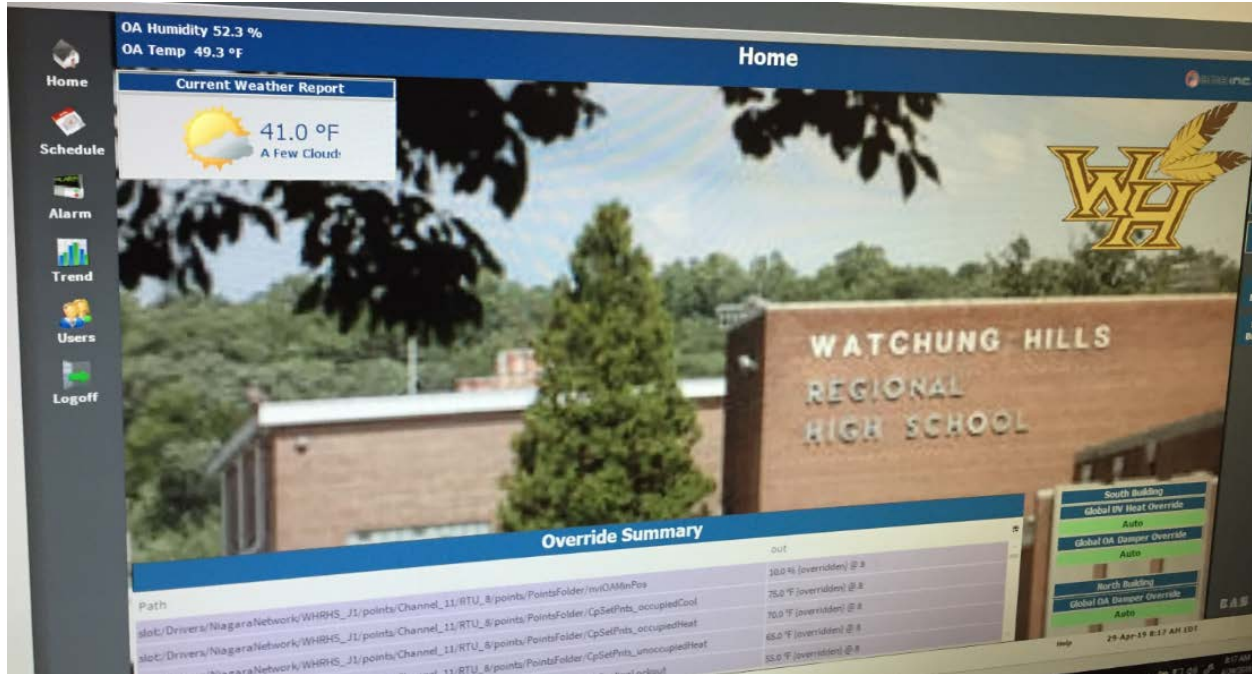 OA Humidity 52.3 %
OA Temp 49.3 °F
Home
Home
Schedule
Alarm
Trend
Users
Logoff
Current Weather Report
41.0 °F
A Few Clouds
WH
WATCHUNG HILLS
REGIONAL
HIGH SCHOOL
Override Summary
Path out
slot:/Drivers/NiagaraNetwork/WHRHS_J1/points/Channel_11/RTU_8/points/PointsFolder/nviOAMinPos 10.0 % (overridden) @ 8
slot:/Drivers/NiagaraNetwork/WHRHS_J1/points/Channel_11/RTU_8/points/PointsFolder/CpSetPnts_occupiedCool 75.0 °F (overridden) @ 8
slot:/Drivers/NiagaraNetwork/WHRHS_J1/points/Channel_11/RTU_8/points/PointsFolder/CpSetPnts_occupiedHeat 70.0 °F (overridden) @ 8
slot:/Drivers/NiagaraNetwork/WHRHS_J1/points/Channel_11/RTU_8/points/PointsFolder/CpSetPnts_unoccupiedHeat 65.0 °F (overridden) @ 8
55.0 °F (overridden) @ 8
South Building
Global UV Heat Override
Auto
Global OA Damper Override
Auto
North Building
Global OA Damper Override
Auto
Help 29-Apr-19 8:17 AM EDT